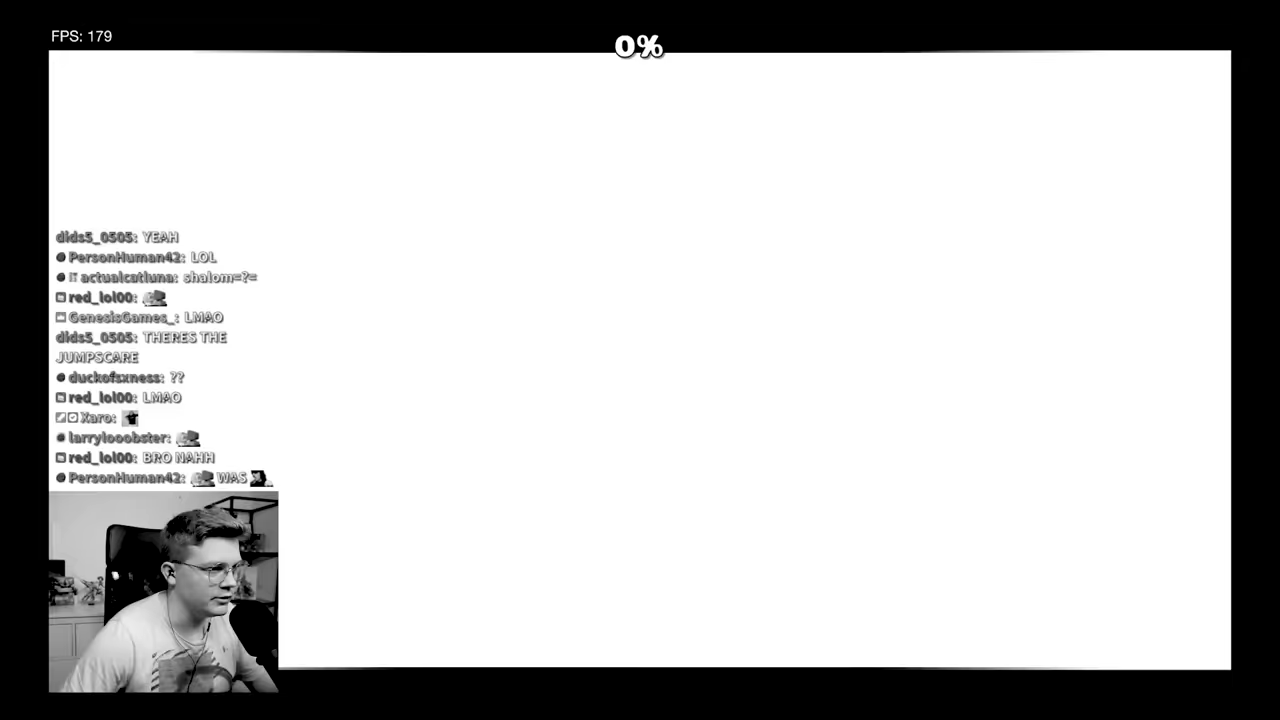 FPS: 179
0%
dids5_0505: YEAH
PersonHuman42: LOL
actualcatluna: shalom=?=
red_lol00:
GenesisGames_: LMAO
dids5_0505: THERES THE
JUMPSCARE
duckofsxness: ??
red_lol00: LMAO
Xaro:
larrylooobster:
red_lol00: BRO NAHH
PersonHuman42: WAS